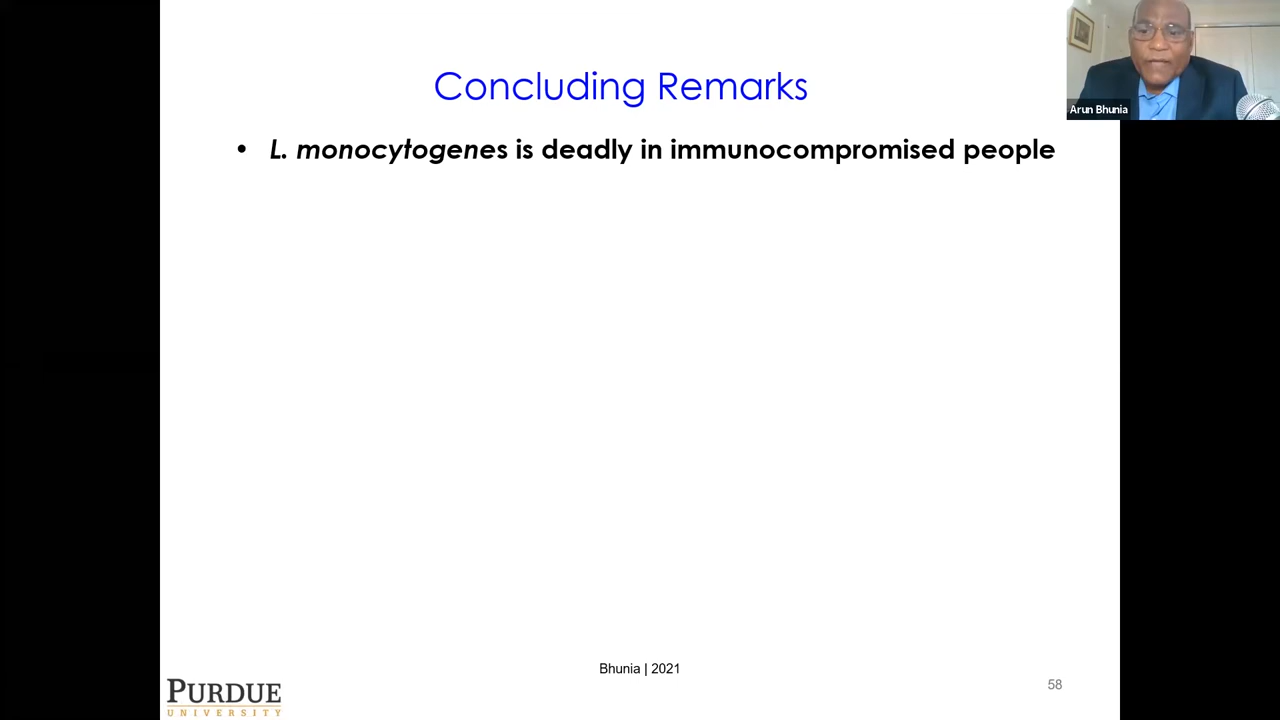 Concluding Remarks
• L. monocytogenes is deadly in immunocompromised people
Arun Bhunia
Bhunia | 2021
58
PURDUE
UNIVERSITY